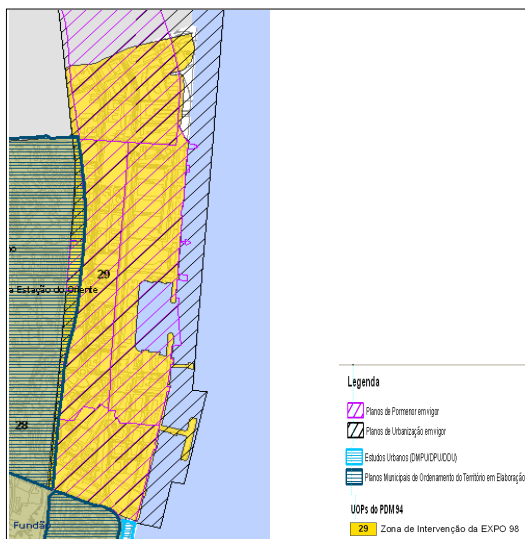 29
a Estação do Oriente
28
Fundão
Legenda
Planos de Pormenor em vigor
Planos de Urbanização em vigor
Estudos Urbanos (DMPU/DPU/DOU)
Planos Municipais de Ordenamento do Território em Elaboração
UOPs do PDM 94
29 Zona de Intervenção da EXPO 98